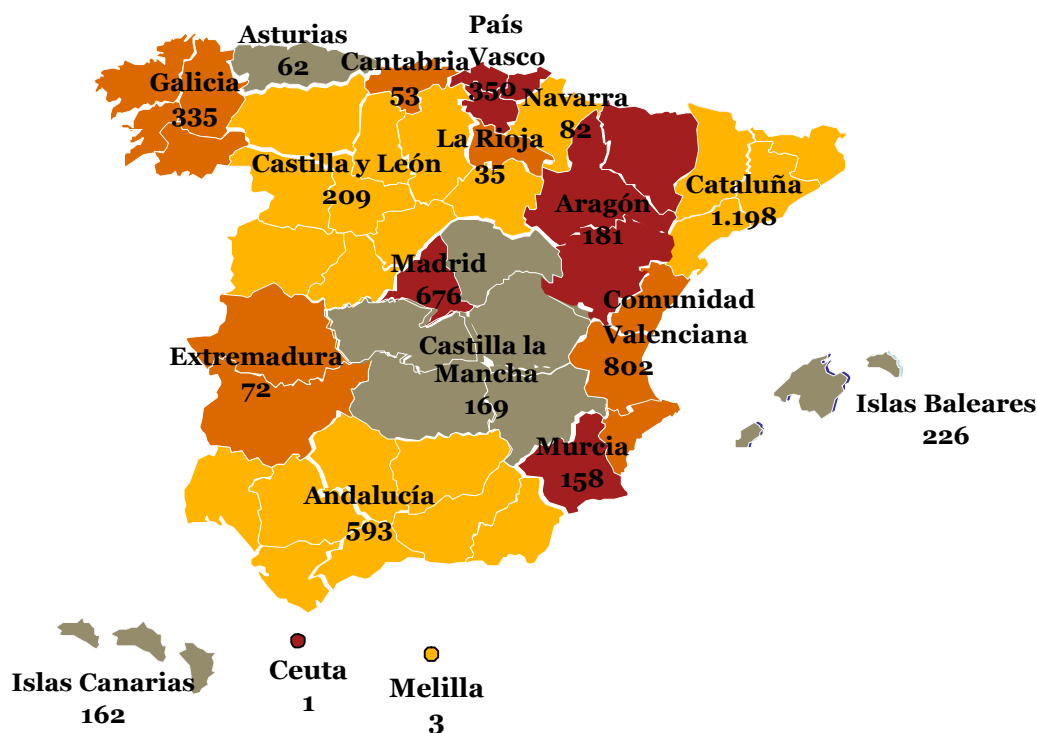 Asturias
62
País
Vasco
350
Cantabria
53
Galicia
335
Navarra
82
La Rioja
35
Castilla y León
209
Cataluña
1.198
Aragón
181
Madrid
676
Comunidad
Valenciana
802
Castilla la
Mancha
169
Extremadura
72
Islas Baleares
226
Murcia
158
Andalucía
593
Islas Canarias
162
Ceuta
1
Melilla
3